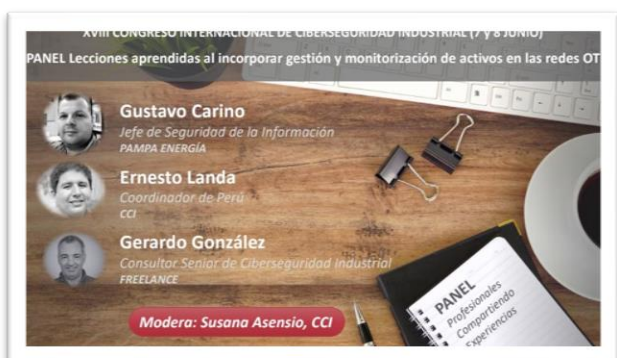 XVIII CONGRESO INTERNACIONAL DE CIBERSEGURIDAD INDUSTRIAL (7 y 8 JUNIO)
PANEL Lecciones aprendidas al incorporar gestión y monitorización de activos en las redes OT
Gustavo Carino
Jefe de Seguridad de la Información
PAMPA ENERGÍA
Ernesto Landa
Coordinador de Perú
CCI
Gerardo González
Consultor Senior de Ciberseguridad Industrial
FREELANCE
Modera: Susana Asensio, CCI
PANEL
Profesionales
Compartiendo
Experiencias